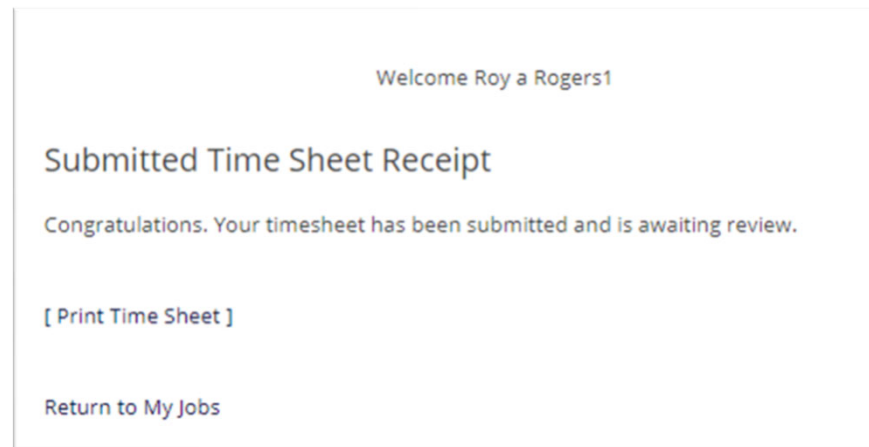 Welcome Roy a Rogers1
Submitted Time Sheet Receipt
Congratulations. Your timesheet has been submitted and is awaiting review.
[ Print Time Sheet ]
Return to My Jobs